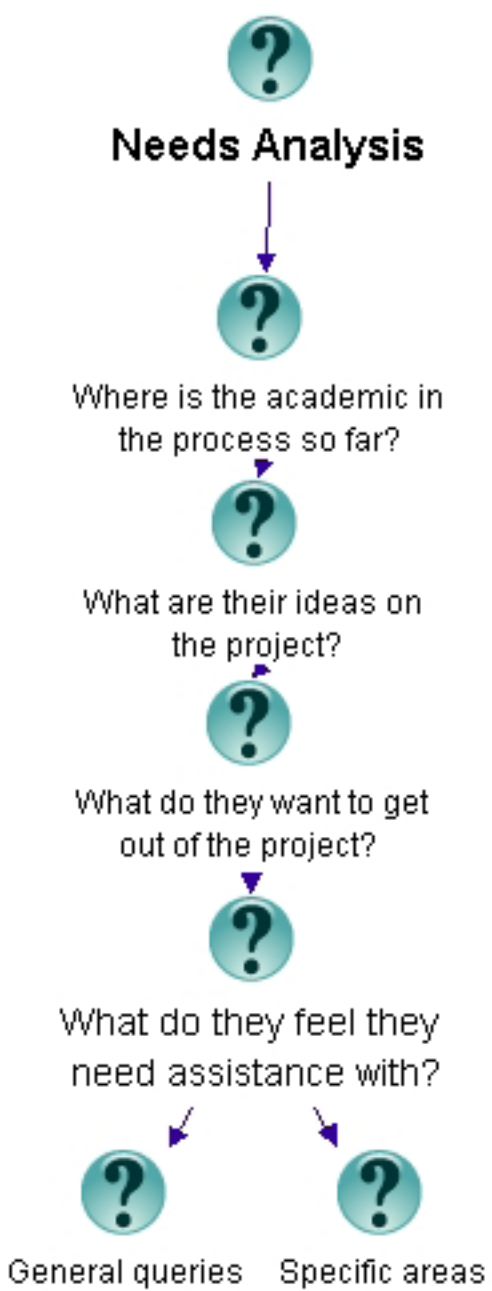 ?
Needs Analysis
?
Where is the academic in
the process so far?
?
What are their ideas on
the project?
?
What do they want to get
out of the project?
?
What do they feel they
need assistance with?
? ?
General queries Specific areas